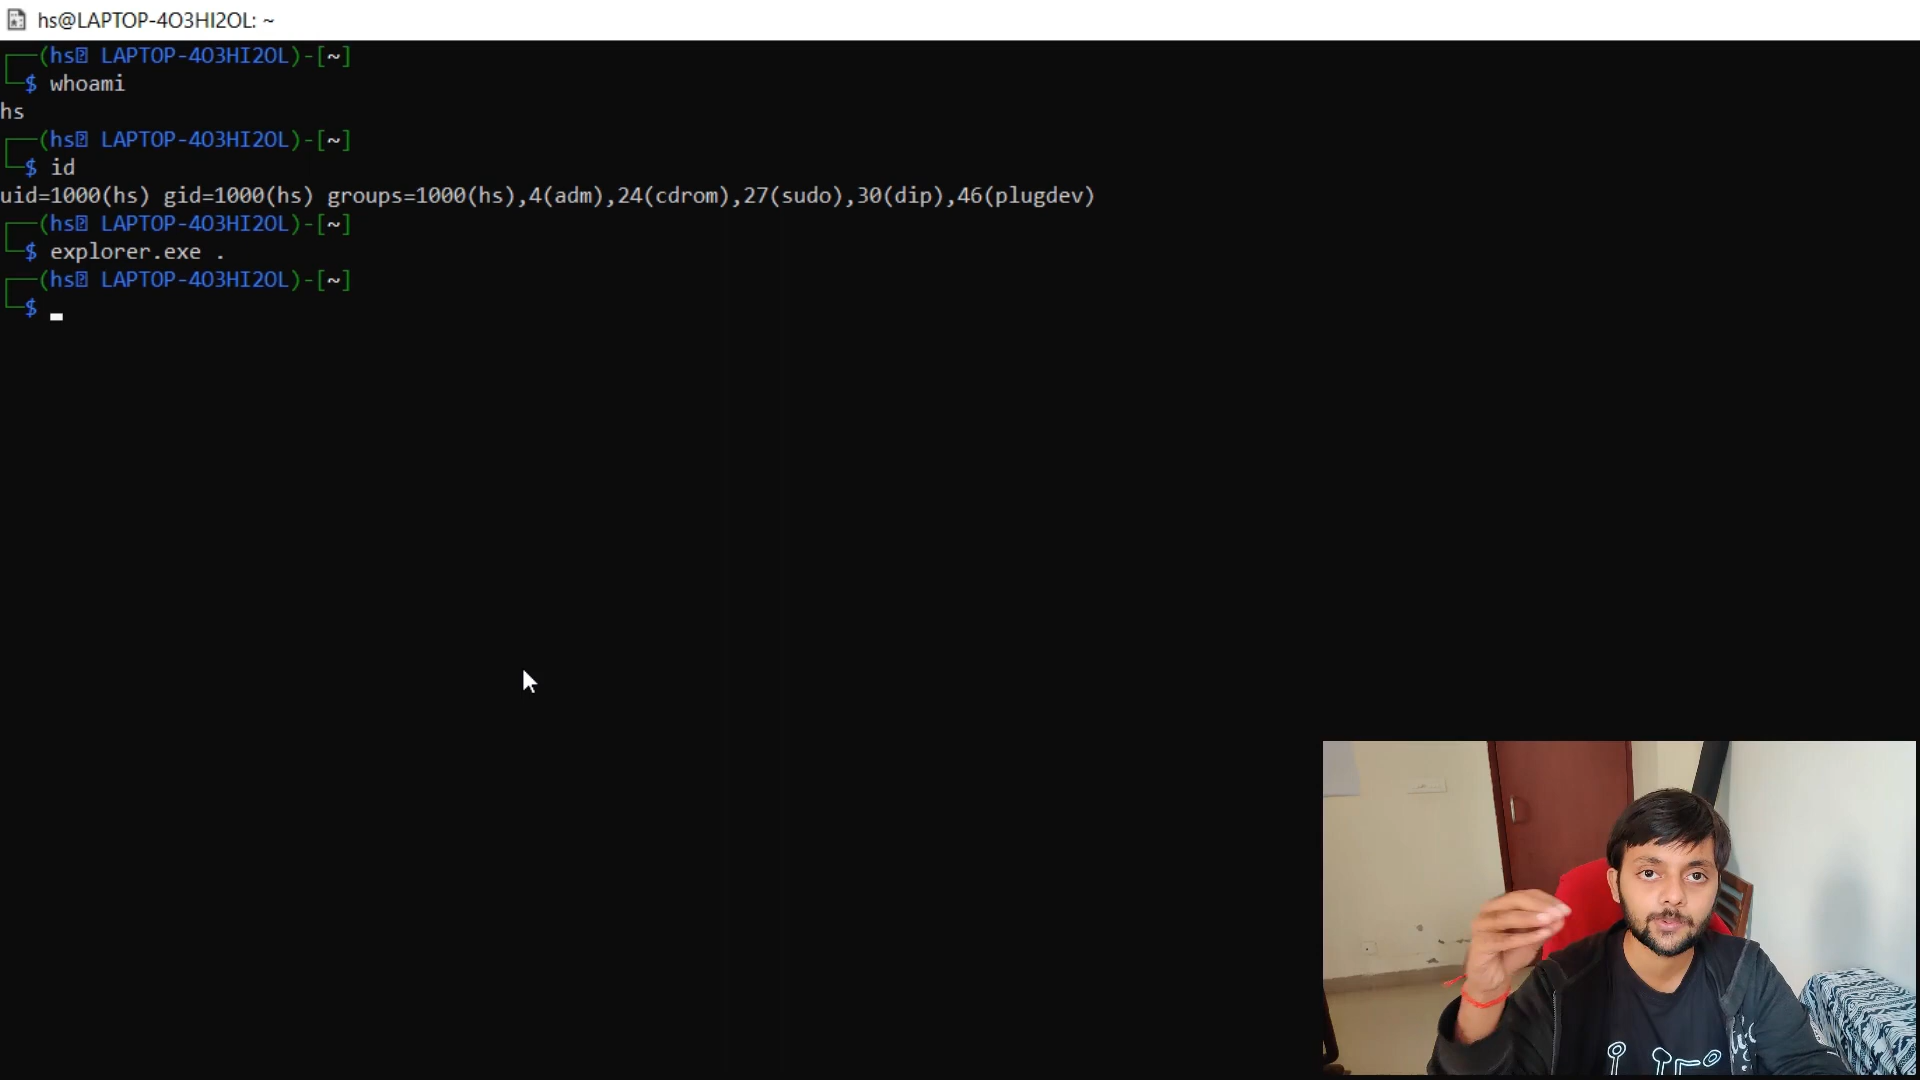 hs@LAPTOP-4O3HI2OL: ~
┌──(hs⍰ LAPTOP-4O3HI2OL)-[~]
└─$ whoami
hs
┌──(hs⍰ LAPTOP-4O3HI2OL)-[~]
└─$ id
uid=1000(hs) gid=1000(hs) groups=1000(hs),4(adm),24(cdrom),27(sudo),30(dip),46(plugdev)
┌──(hs⍰ LAPTOP-4O3HI2OL)-[~]
└─$ explorer.exe .
┌──(hs⍰ LAPTOP-4O3HI2OL)-[~]
└─$